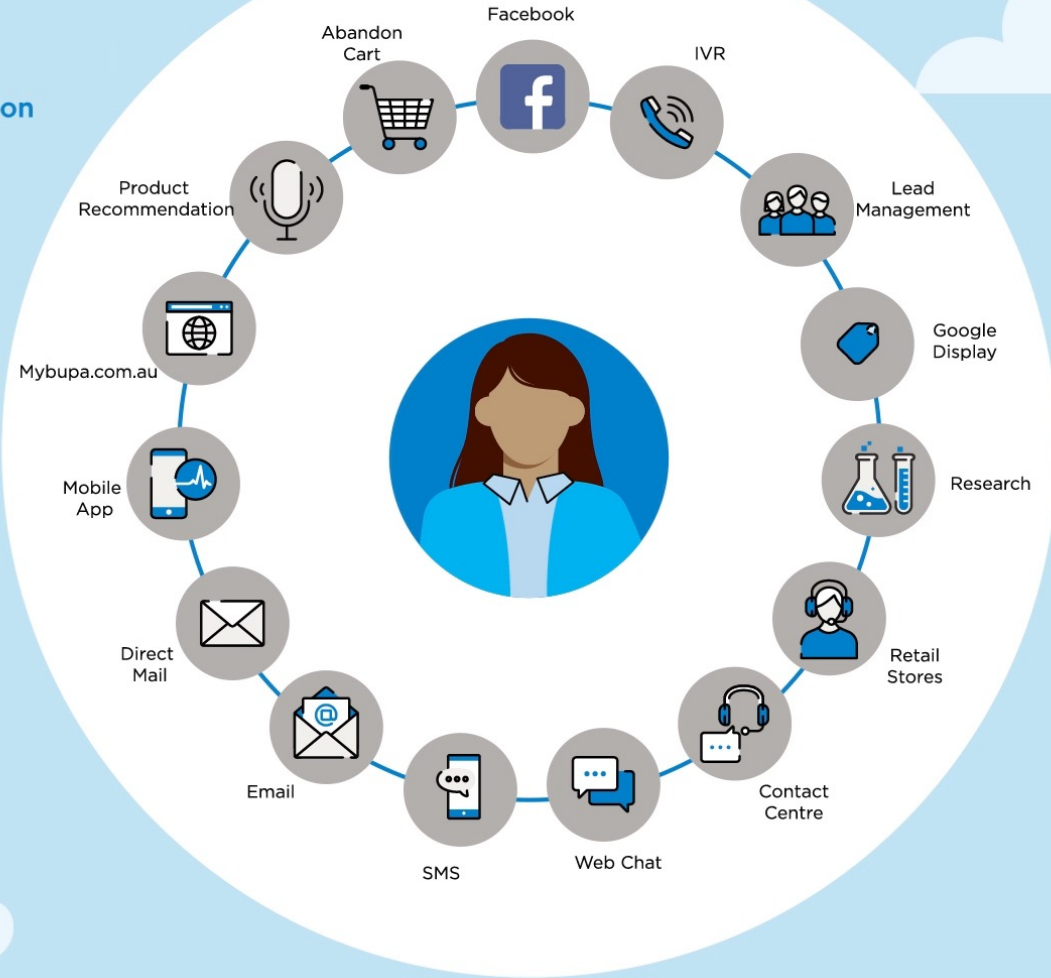 Facebook
Abandon
Cart
IVR
on
Product
Recommendation
Lead
Management
Google
Display
Mybupa.com.au
Mobile
App
Research
Direct
Mail
Retail
Stores
Email
Contact
Centre
SMS
Web Chat